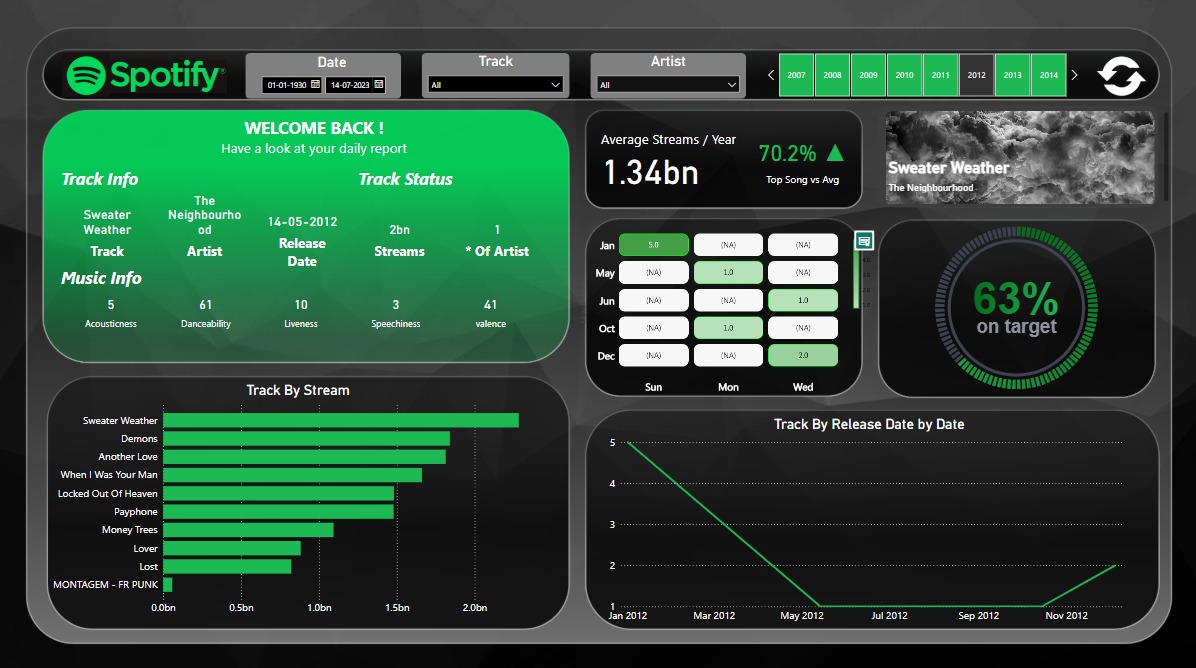 Spotify®
Date
01-01-1930 14-07-2023
Track
All
Artist
All
2007 2008 2009 2010 2011 2012 2013 2014
WELCOME BACK !
Have a look at your daily report
Track Info Track Status
Sweater
Weather
Track
The
Neighbourho
od
Artist
14-05-2012
Release
Date
2bn
Streams
1
* Of Artist
Music Info
5 61 10 3 41
Acousticness Danceability Liveness Speechiness valence
Average Streams / Year
1.34bn
70.2% ▲
Top Song vs Avg
Sweater Weather
The Neighbourhood
Jan 5.0 (NA) (NA)
May (NA) 1.0 (NA)
Jun (NA) (NA) 1.0
Oct (NA) 1.0 (NA)
Dec (NA) (NA) 2.0
Sun Mon Wed
63%
on target
Track By Stream
Sweater Weather
Demons
Another Love
When I Was Your Man
Locked Out Of Heaven
Payphone
Money Trees
Lover
Lost
MONTAGEM - FR PUNK
0.0bn 0.5bn 1.0bn 1.5bn 2.0bn
Track By Release Date by Date
5
4
3
2
1
Jan 2012 Mar 2012 May 2012 Jul 2012 Sep 2012 Nov 2012